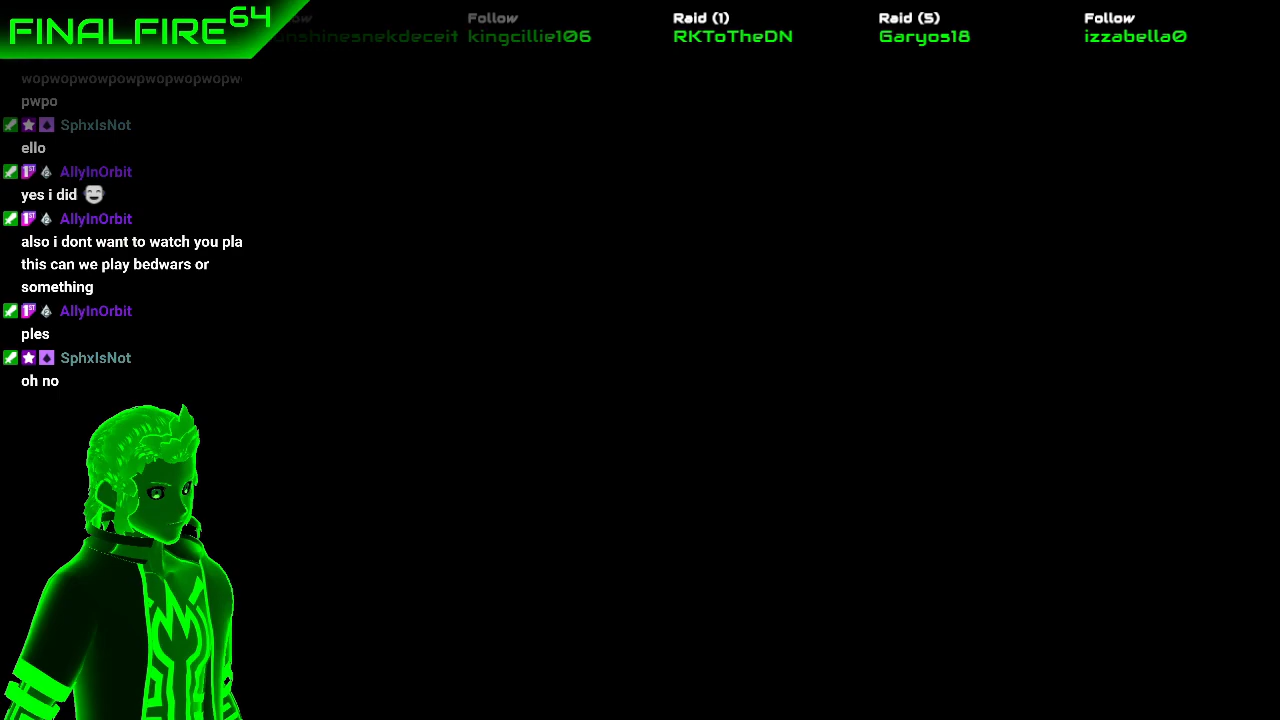 FINALFIRE64
Follow
kingcillie106
Raid (1)
RKToTheDN
Raid (5)
Garyos18
Follow
izzabella0
pwpo
SphxIsNot
ello
AllyInOrbit
yes i did
AllyInOrbit
also i dont want to watch you pla
this can we play bedwars or
something
AllyInOrbit
ples
SphxIsNot
oh no